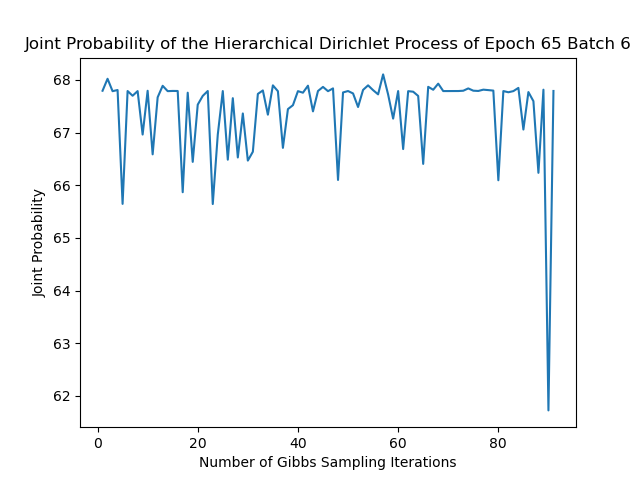 Joint Probability of the Hierarchical Dirichlet Process of Epoch 65 Batch 6
68
67
66
65
64
63
62
Joint Probability
0 20 40 60 80
Number of Gibbs Sampling Iterations